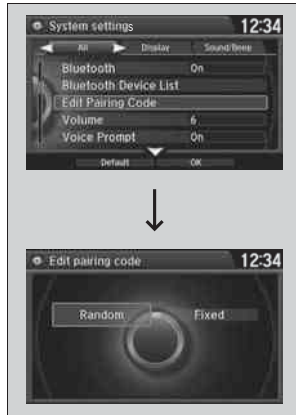 System settings 12:34
All Display Sound/Beep
Bluetooth On
Bluetooth Device List
Edit Pairing Code
Volume 6
Voice Prompt On
Default OK
Edit pairing code 12:34
Random Fixed